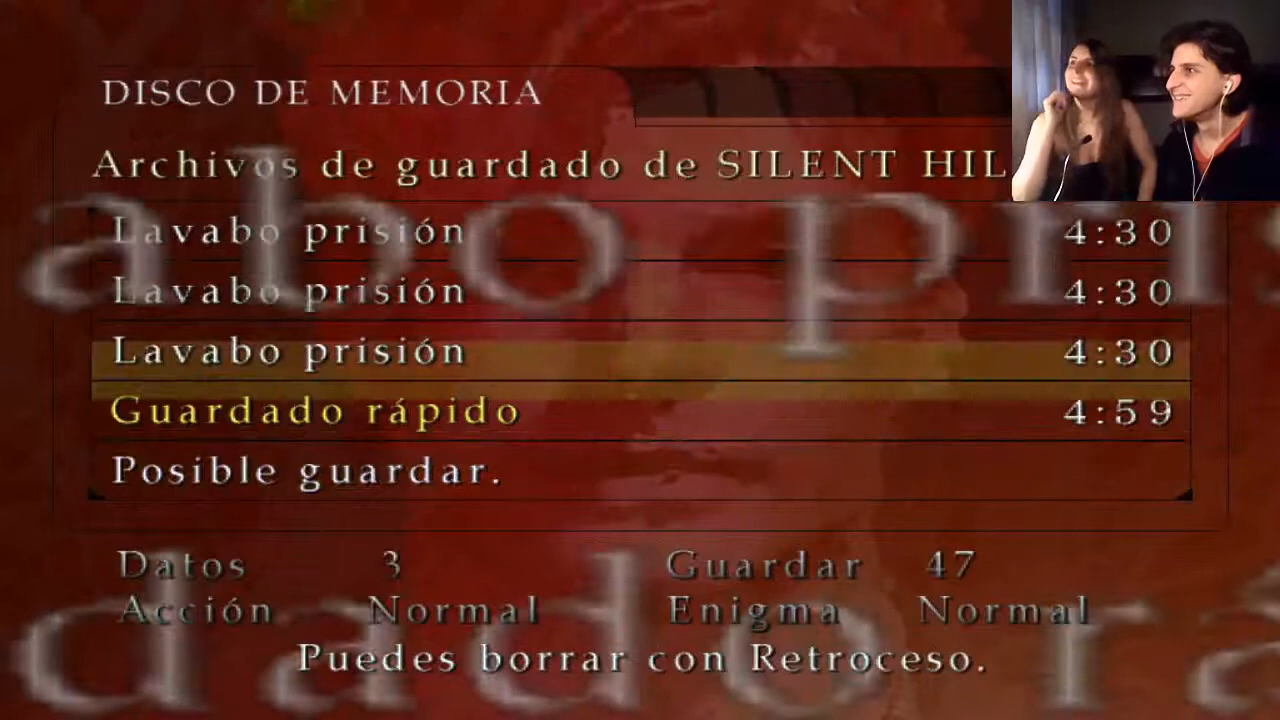 DISCO DE MEMORIA
Archivos de guardado de SILENT HIL
Lavabo prisión 4:30
Lavabo prisión 4:30
Lavabo prisión 4:30
Guardado rápido 4:59
Posible guardar.
Datos 3 Guardar 47
Acción Normal Enigma Normal
Puedes borrar con Retroceso.